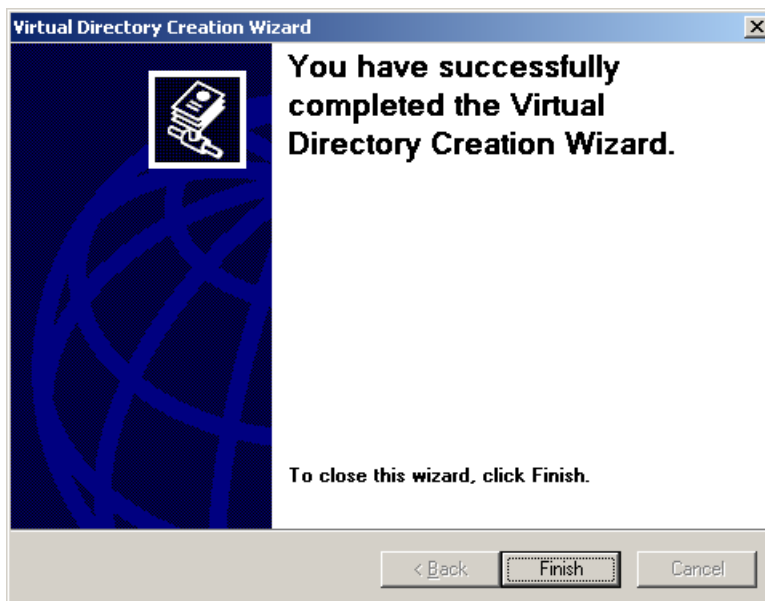 Virtual Directory Creation Wizard
You have successfully
completed the Virtual
Directory Creation Wizard.
To close this wizard, click Finish.
< Back
Finish
Cancel